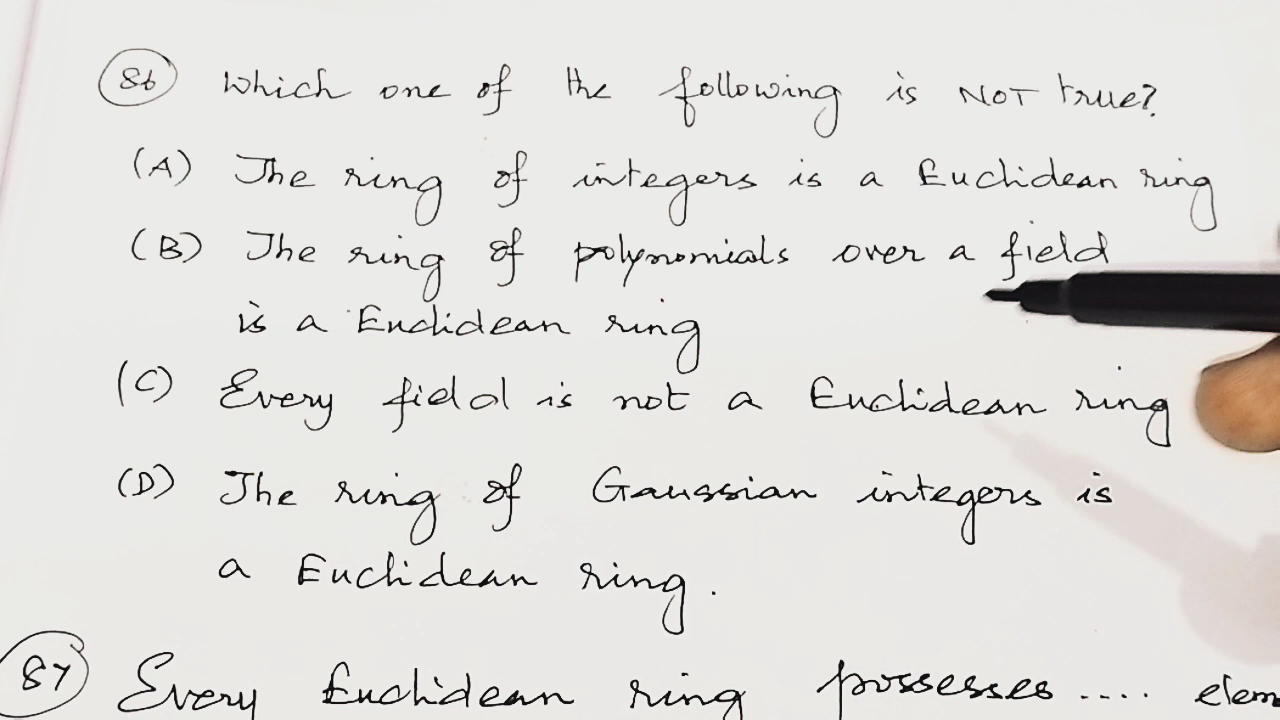 86 Which one of the following is NOT true?
(A) The ring of integers is a Euclidean ring
(B) The ring of polynomials over a field
is a Euclidean ring
(C) Every field is not a Euclidean ring
(D) The ring of Gaussian integers is
a Euclidean ring.
87 Every Euclidean ring possesses ....